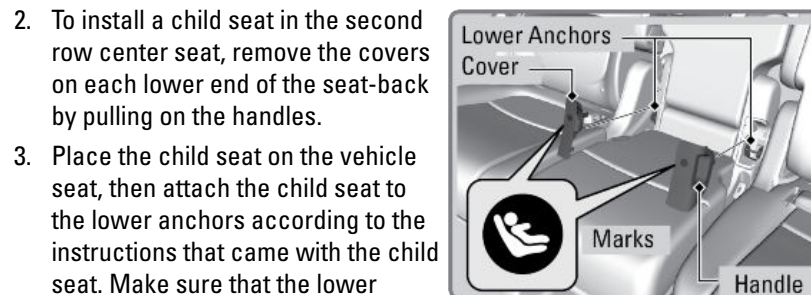 2. To install a child seat in the second
row center seat, remove the covers
on each lower end of the seat-back
by pulling on the handles.
3. Place the child seat on the vehicle
seat, then attach the child seat to
the lower anchors according to the
instructions that came with the child
seat. Make sure that the lower
Lower Anchors
Cover
Marks
Handle